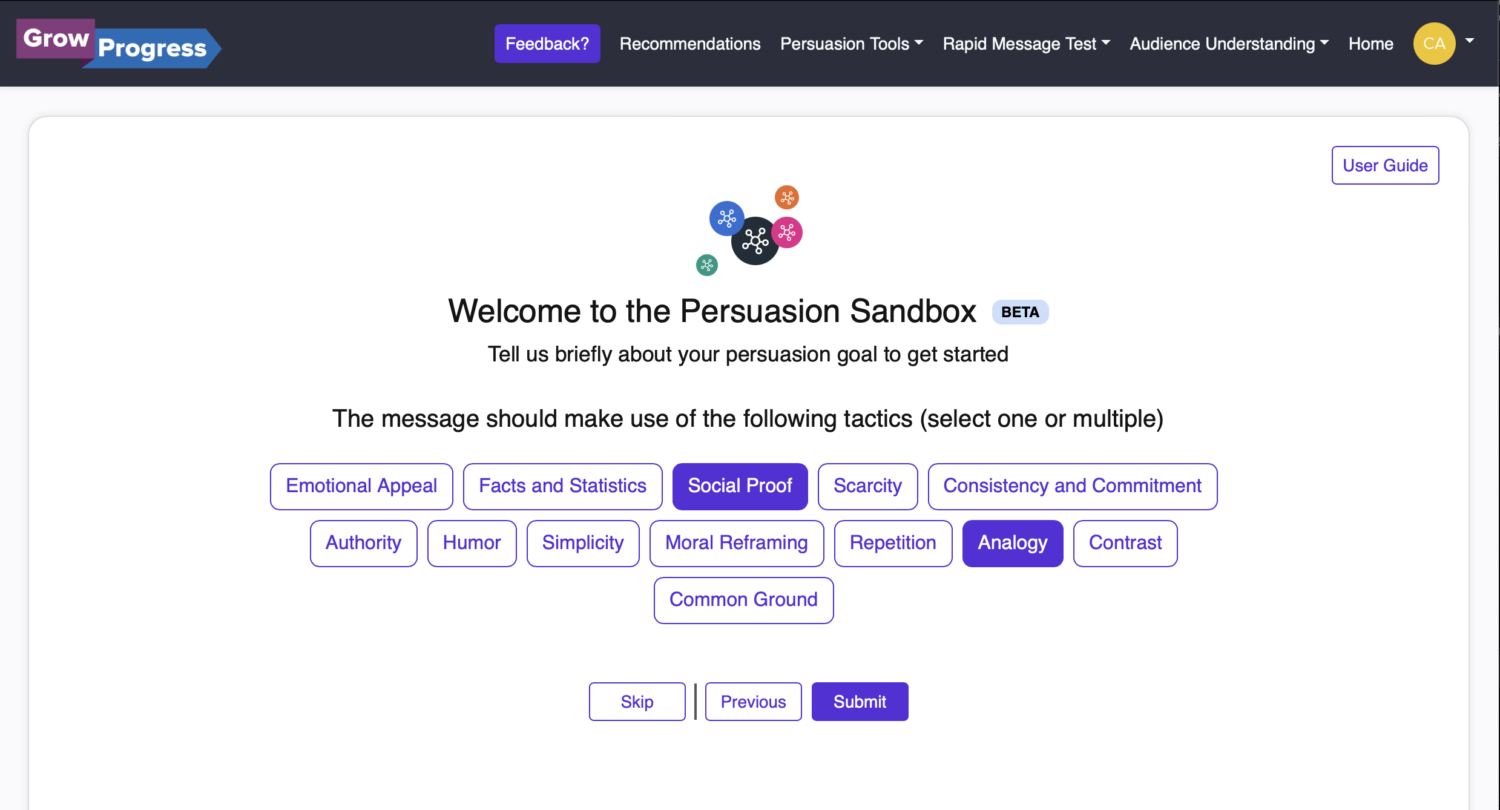 Grow Progress
Feedback? Recommendations Persuasion Tools Rapid Message Test Audience Understanding Home CA
User Guide
Welcome to the Persuasion Sandbox BETA
Tell us briefly about your persuasion goal to get started
The message should make use of the following tactics (select one or multiple)
Emotional Appeal Facts and Statistics Social Proof Scarcity Consistency and Commitment
Authority Humor Simplicity Moral Reframing Repetition Analogy Contrast
Common Ground
Skip Previous Submit